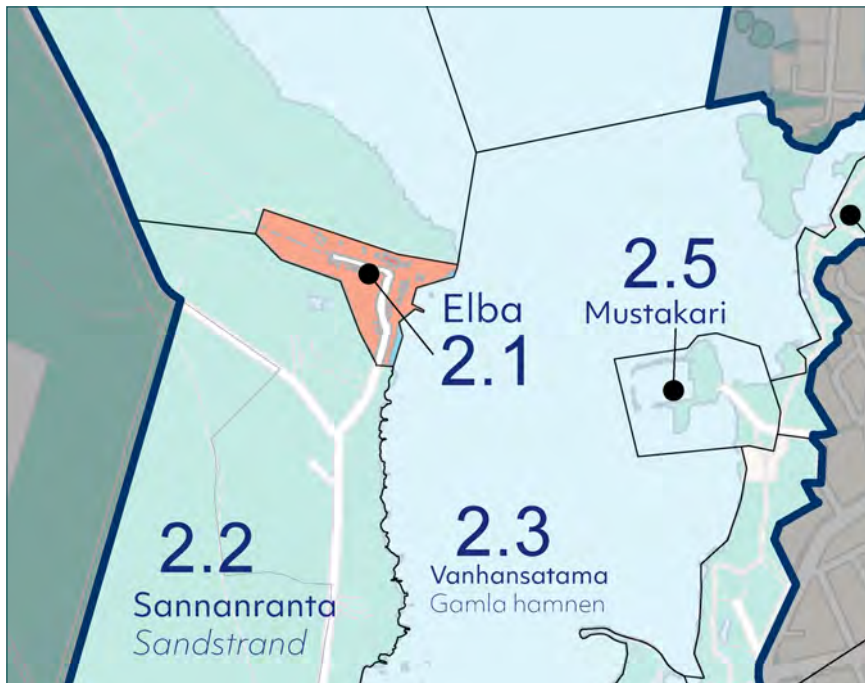 Elba
2.1
2.5
Mustakari
2.2
Sannanranta
Sandstrand
2.3
Vanhansatama
Gamla hamnen